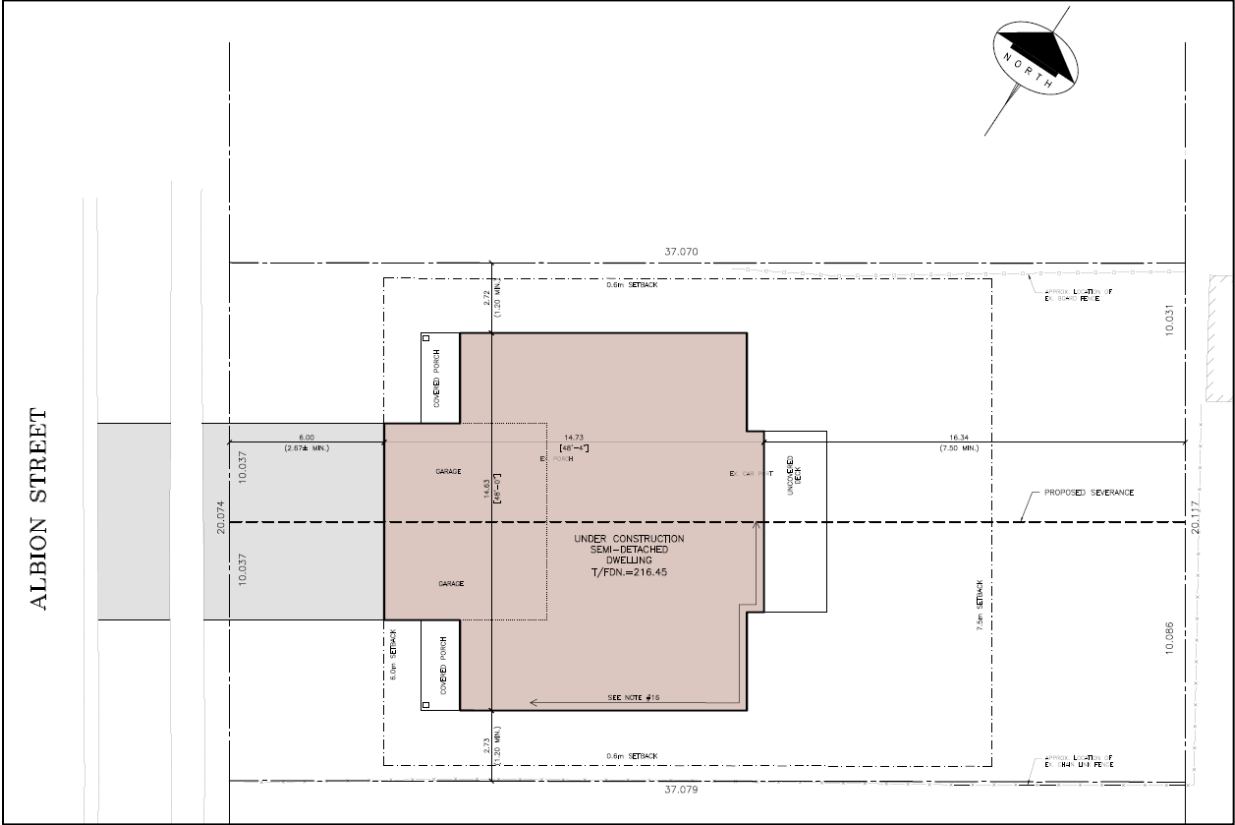 NORTH
37.070
0.6m SETBACK
APPROX. LOCATION OF
EX. BOARD FENCE
2.72
(1.20 MIN.)
10.031
COVERED PORCH
ALBION STREET
6.00
(2.67± MIN.)
14.73
[48'-4"]
16.34
(7.50 MIN.)
EX. PORCH
EX. CAR PORT
UNCOVERED
DECK
GARAGE
10.037
14.63
[48'-0"]
PROPOSED SEVERANCE
20.074
20.117
UNDER CONSTRUCTION
SEMI-DETACHED
DWELLING
T/FDN.=216.45
10.037
GARAGE
7.5m SETBACK
6.0m SETBACK
COVERED PORCH
10.086
SEE NOTE #16
2.73
(1.20 MIN.)
0.6m SETBACK
APPROX. LOCATION OF
EX. CHAIN LINK FENCE
37.079